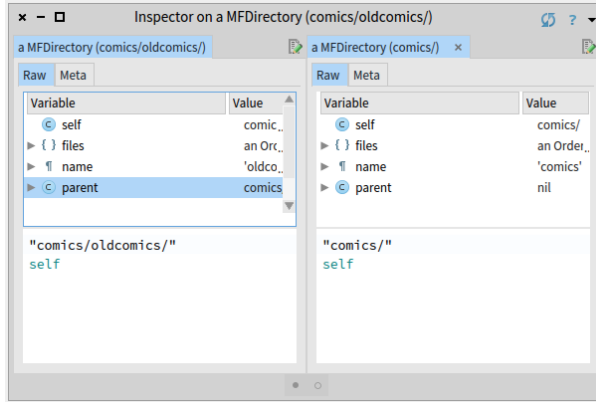 Inspector on a MFDirectory (comics/oldcomics/)
?
a MFDirectory (comics/oldcomics/)
Raw Meta
Variable Value
self comic..
{ } files an Orc..
¶ name 'oldco..
parent comics
"comics/oldcomics/"
self
a MFDirectory (comics/) ×
Raw Meta
Variable Value
self comics/
{ } files an Order..
¶ name 'comics'
parent nil
"comics/"
self